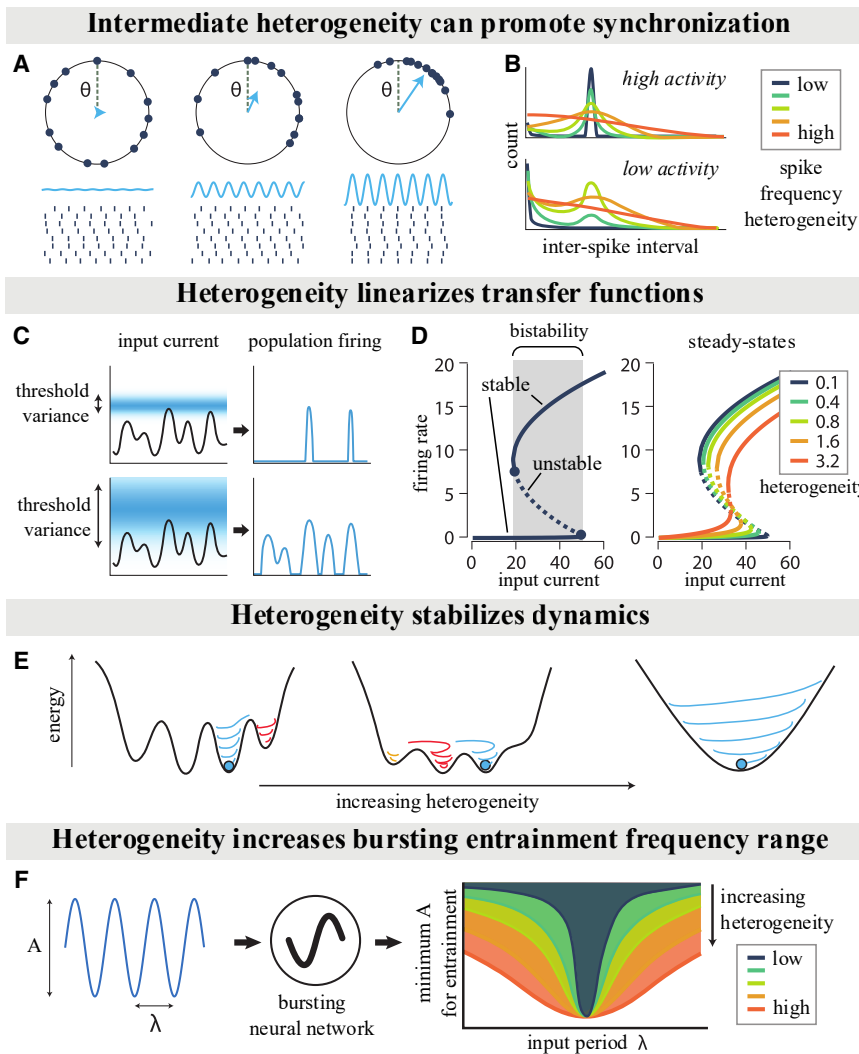 Intermediate heterogeneity can promote synchronization
A
θ
θ
θ
B
high activity
low activity
count
inter-spike interval
low
high
spike
frequency
heterogeneity
Heterogeneity linearizes transfer functions
C
input current
population firing
threshold
variance
threshold
variance
D
bistability
stable
unstable
firing rate
20
15
10
5
0
0
20
40
60
input current
steady-states
20
15
10
5
0
0
20
40
60
input current
0.1
0.4
0.8
1.6
3.2
heterogeneity
Heterogeneity stabilizes dynamics
E
energy
increasing heterogeneity
Heterogeneity increases bursting entrainment frequency range
F
A
λ
bursting
neural network
minimum A
for entrainment
input period λ
increasing
heterogeneity
low
high